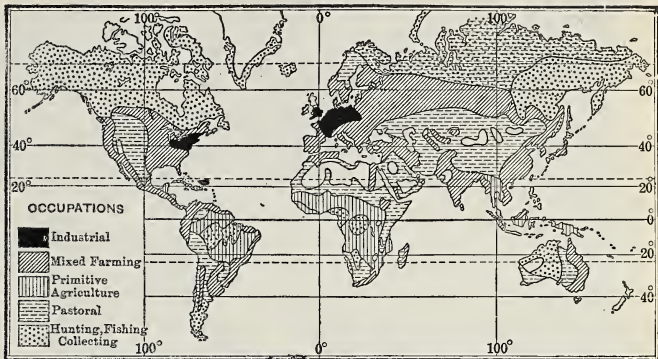 100° 0° 100°
60 60
40° 40
20° 20°
OCCUPATIONS
Industrial
Mixed Farming
Primitive
Agriculture
Pastoral
Hunting, Fishing
Collecting
0
20
40°
100° 0° 100°